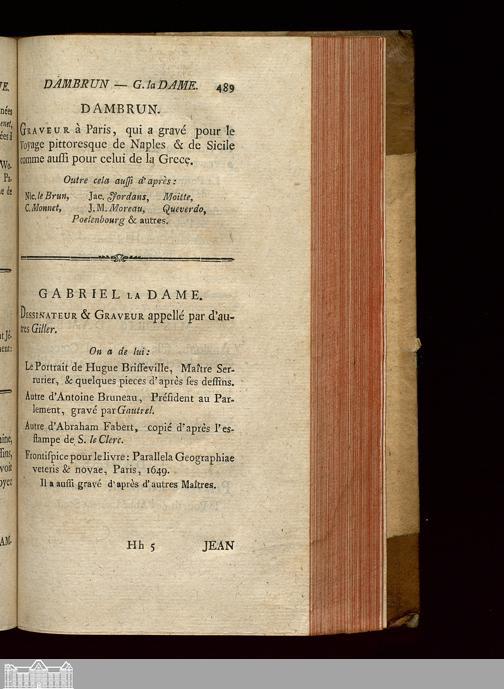 DAMBRUN — G. la DAME. 489
DAMBRUN.
GRAVEUR à Paris, qui a gravé pour le
Voyage pittoresque de Naples & de Sicile
comme auſſi pour celui de la Grece.
Outre cela auſſi d'après:
Nic. le Brun, Jac. Jordans, Moitte,
C. Monnet, J. M. Moreau, Queverdo,
Poelenbourg & autres.
GABRIEL LA DAME.
DESSINATEUR & GRAVEUR appellé par d'au-
tres Giller.
On a de lui:
Le Portrait de Hugue Briſſeville, Maître Ser-
rurier, & quelques pieces d'après ſes deſſins.
Autre d'Antoine Bruneau, Préſident au Par-
lement, gravé par Gautrel.
Autre d'Abraham Fabert, copié d'après l'eſ-
ſtampe de S. le Clerc.
Frontiſpice pour le livre: Parallela Geographiae
veteris & novae, Paris, 1649.
Il a auſſi gravé d'après d'autres Maîtres.
Hh 5 JEAN